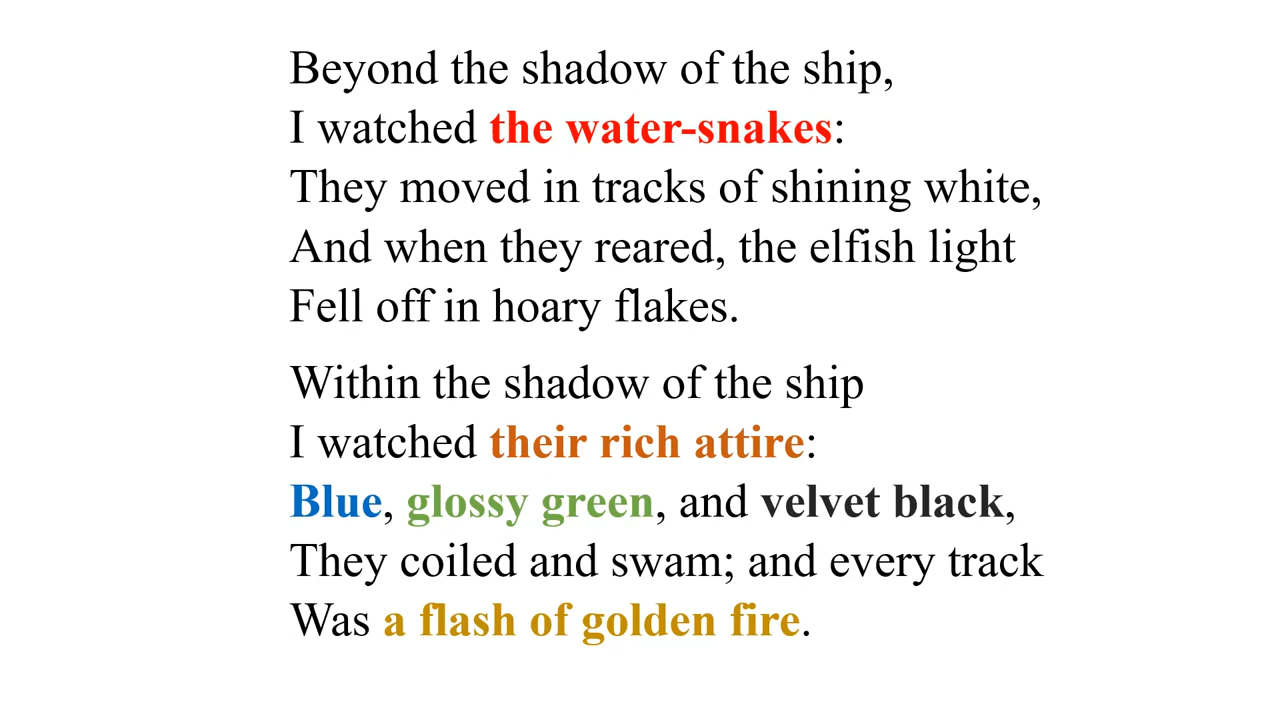 Beyond the shadow of the ship,
I watched the water-snakes:
They moved in tracks of shining white,
And when they reared, the elfish light
Fell off in hoary flakes.
Within the shadow of the ship
I watched their rich attire:
Blue, glossy green, and velvet black,
They coiled and swam; and every track
Was a flash of golden fire.